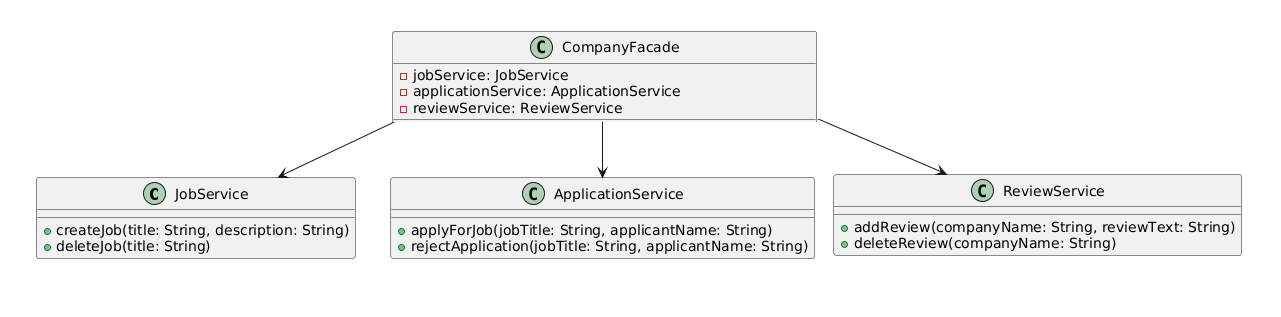 C CompanyFacade
jobService: JobService
applicationService: ApplicationService
reviewService: ReviewService
C JobService
createJob(title: String, description: String)
deleteJob(title: String)
C ApplicationService
applyForJob(jobTitle: String, applicantName: String)
rejectApplication(jobTitle: String, applicantName: String)
C ReviewService
addReview(companyName: String, reviewText: String)
deleteReview(companyName: String)